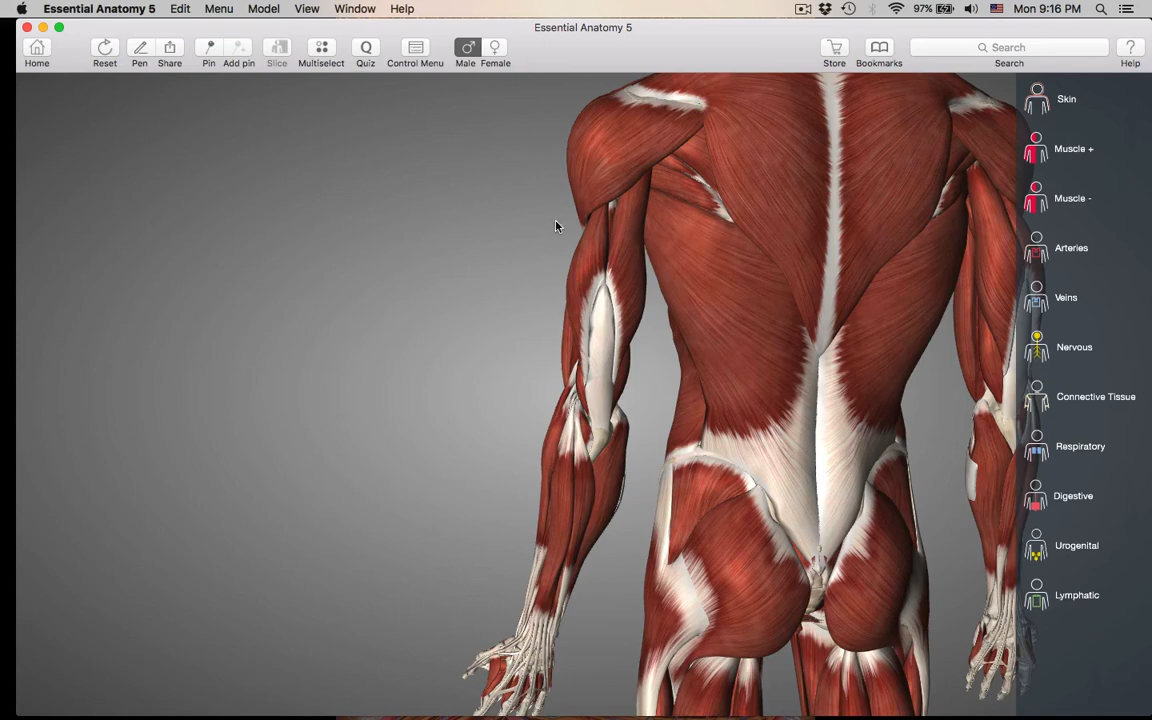 Essential Anatomy 5 Edit Menu Model View Window Help 97% Mon 9:16 PM
Essential Anatomy 5
Home Reset Pen Share Pin Add pin Slice Multiselect Quiz Control Menu Male Female Store Bookmarks Search Help
Q
Search
?
Skin
Muscle +
Muscle -
Arteries
Veins
Nervous
Connective Tissue
Respiratory
Digestive
Urogenital
Lymphatic